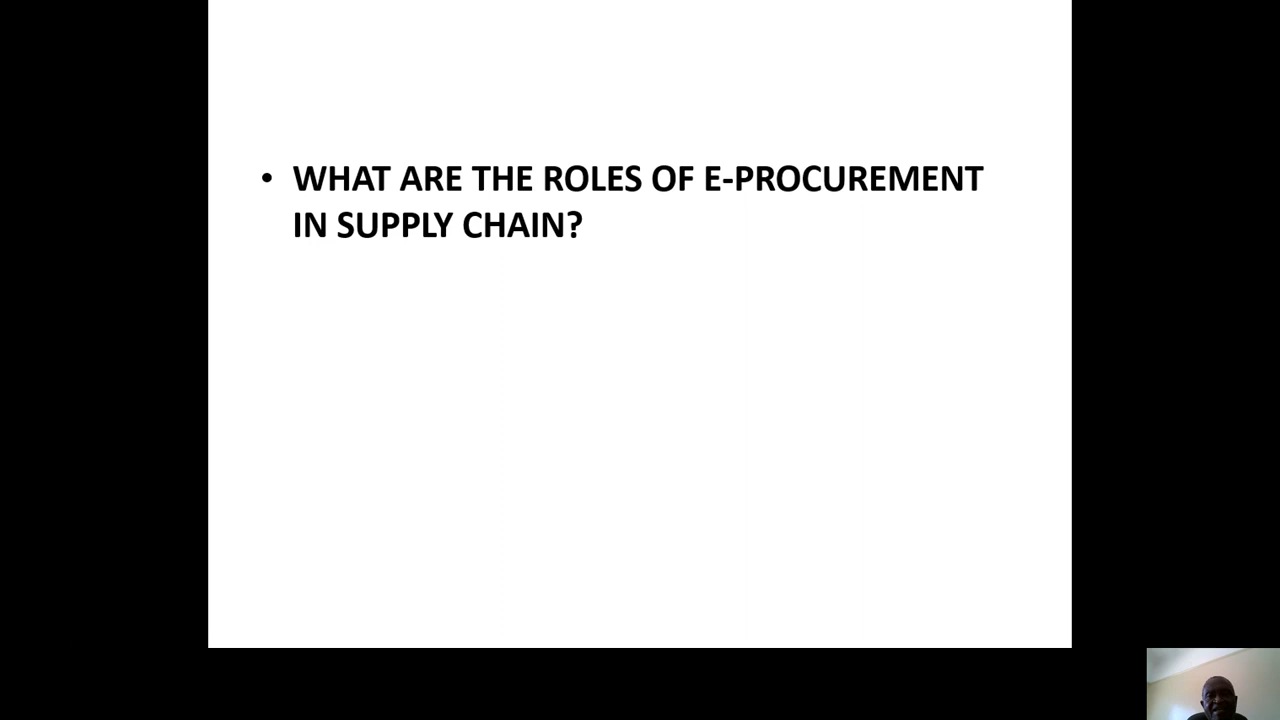 • WHAT ARE THE ROLES OF E-PROCUREMENT
IN SUPPLY CHAIN?